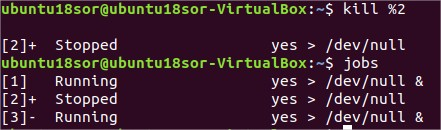 ubuntu18sor@ubuntu18sor-VirtualBox:~$ kill %2
[2]+  Stopped                 yes > /dev/null
ubuntu18sor@ubuntu18sor-VirtualBox:~$ jobs
[1]   Running                 yes > /dev/null &
[2]+  Stopped                 yes > /dev/null
[3]-  Running                 yes > /dev/null &